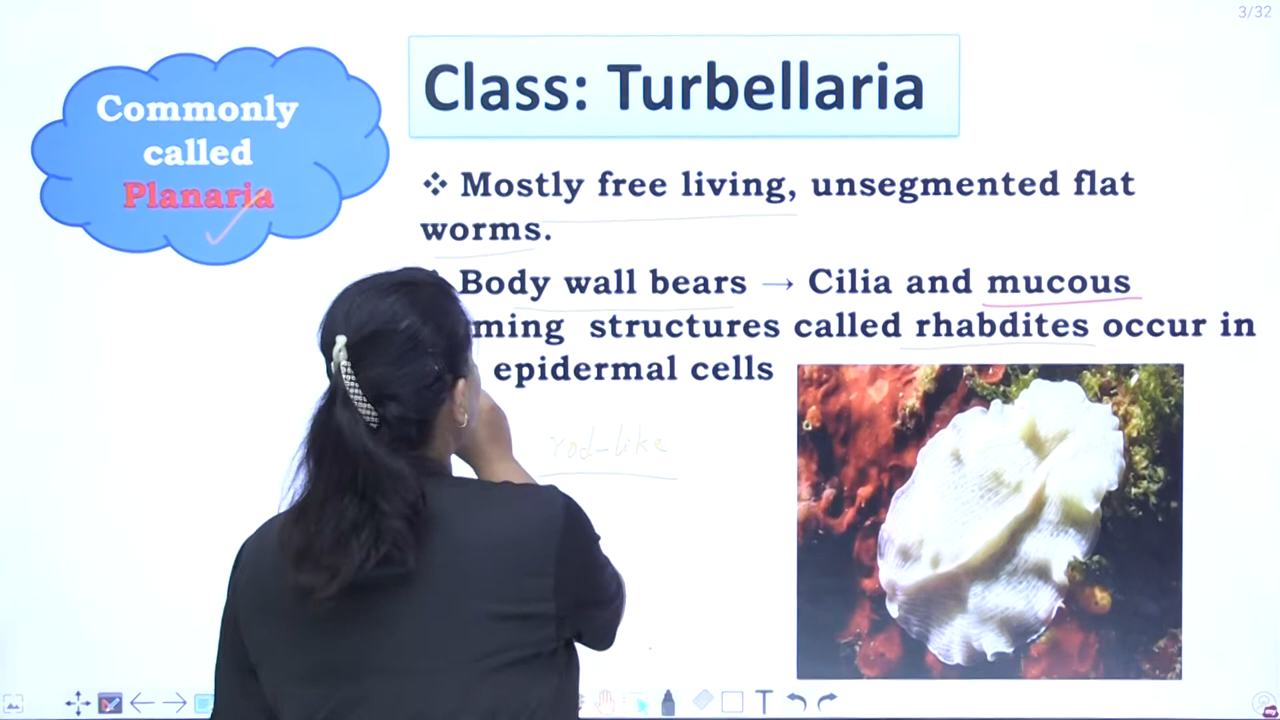 3/32
Commonly
called
Planaria
Class: Turbellaria
❖ Mostly free living, unsegmented flat
worms.
Body wall bears → Cilia and mucous
ming structures called rhabdites occur in
epidermal cells
rod-like
T